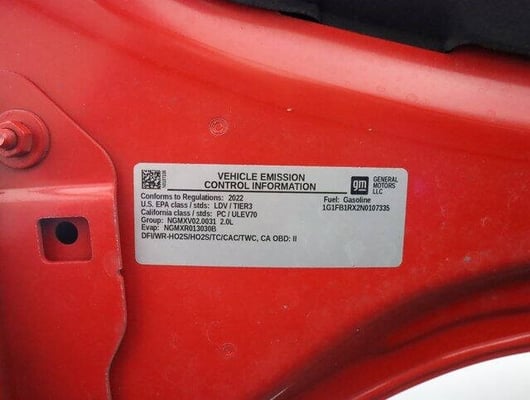 VEHICLE EMISSION
CONTROL INFORMATION
gm
GENERAL
MOTORS
LLC
Conforms to Regulations: 2022
U.S. EPA class / stds: LDV / TIER3
California class / stds: PC / ULEV70
Group: NGMXV02.0031 2.0L
Evap: NGMXR013030B
DFI/WR-HO2S/HO2S/TC/CAC/TWC, CA OBD: II
Fuel: Gasoline
1G1FB1RX2N0107335